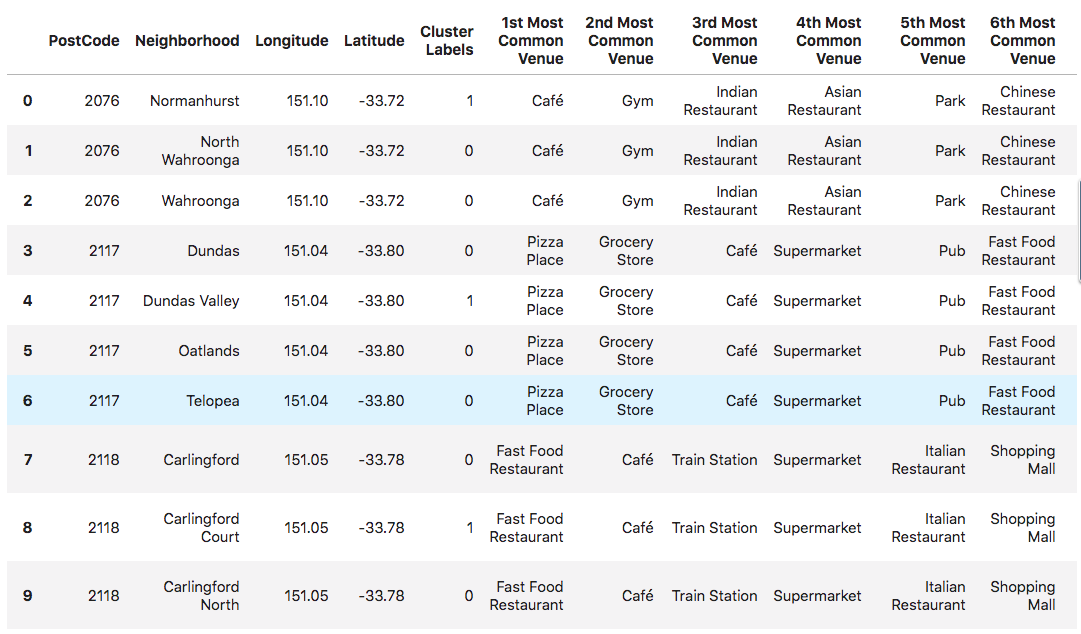 PostCode Neighborhood Longitude Latitude Cluster Labels 1st Most Common Venue 2nd Most Common Venue 3rd Most Common Venue 4th Most Common Venue 5th Most Common Venue 6th Most Common Venue
0 2076 Normanhurst 151.10 -33.72 1 Café Gym Indian Restaurant Asian Restaurant Park Chinese Restaurant
1 2076 North Wahroonga 151.10 -33.72 0 Café Gym Indian Restaurant Asian Restaurant Park Chinese Restaurant
2 2076 Wahroonga 151.10 -33.72 0 Café Gym Indian Restaurant Asian Restaurant Park Chinese Restaurant
3 2117 Dundas 151.04 -33.80 0 Pizza Place Grocery Store Café Supermarket Pub Fast Food Restaurant
4 2117 Dundas Valley 151.04 -33.80 1 Pizza Place Grocery Store Café Supermarket Pub Fast Food Restaurant
5 2117 Oatlands 151.04 -33.80 0 Pizza Place Grocery Store Café Supermarket Pub Fast Food Restaurant
6 2117 Telopea 151.04 -33.80 0 Pizza Place Grocery Store Café Supermarket Pub Fast Food Restaurant
7 2118 Carlingford 151.05 -33.78 0 Fast Food Restaurant Café Train Station Supermarket Italian Restaurant Shopping Mall
8 2118 Carlingford Court 151.05 -33.78 1 Fast Food Restaurant Café Train Station Supermarket Italian Restaurant Shopping Mall
9 2118 Carlingford North 151.05 -33.78 0 Fast Food Restaurant Café Train Station Supermarket Italian Restaurant Shopping Mall